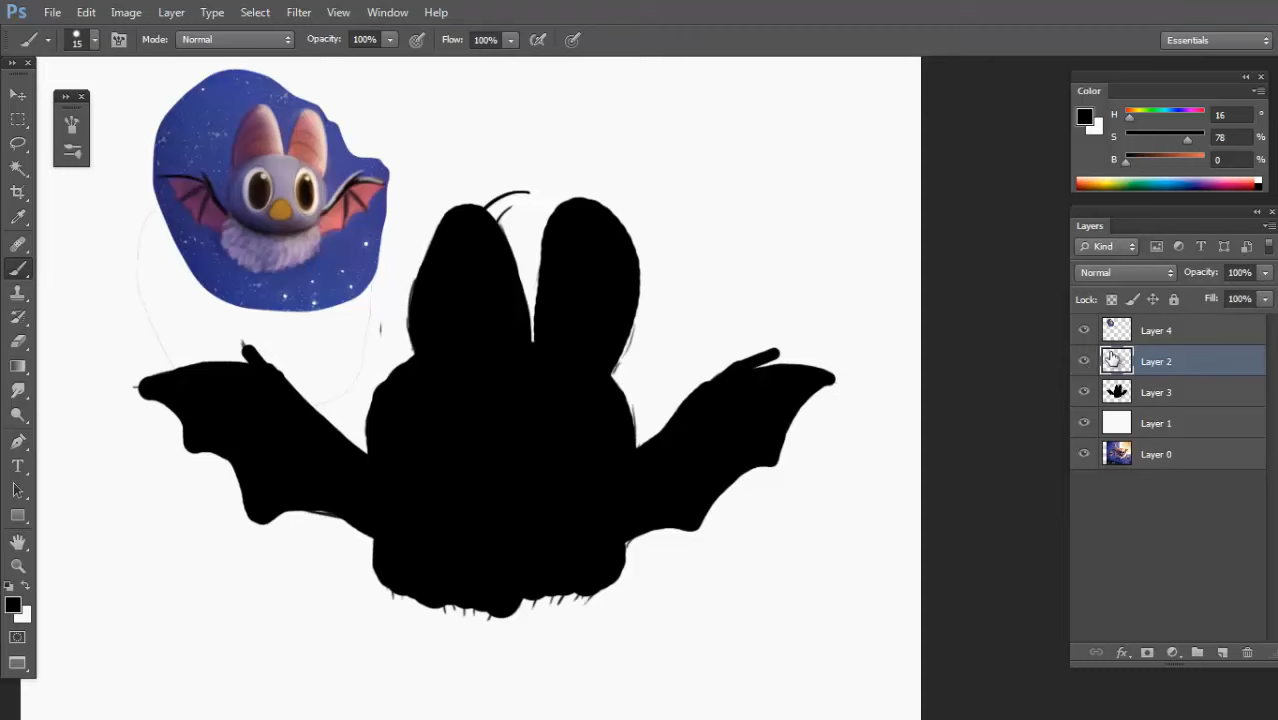 Ps File Edit Image Layer Type Select Filter View Window Help
15 Mode: Normal Opacity: 100% Flow: 100% Essentials
Color
H 16 °
S 78 %
B 0 %
Layers
Kind
Normal Opacity: 100%
Lock: Fill: 100%
Layer 4
Layer 2
Layer 3
Layer 1
Layer 0